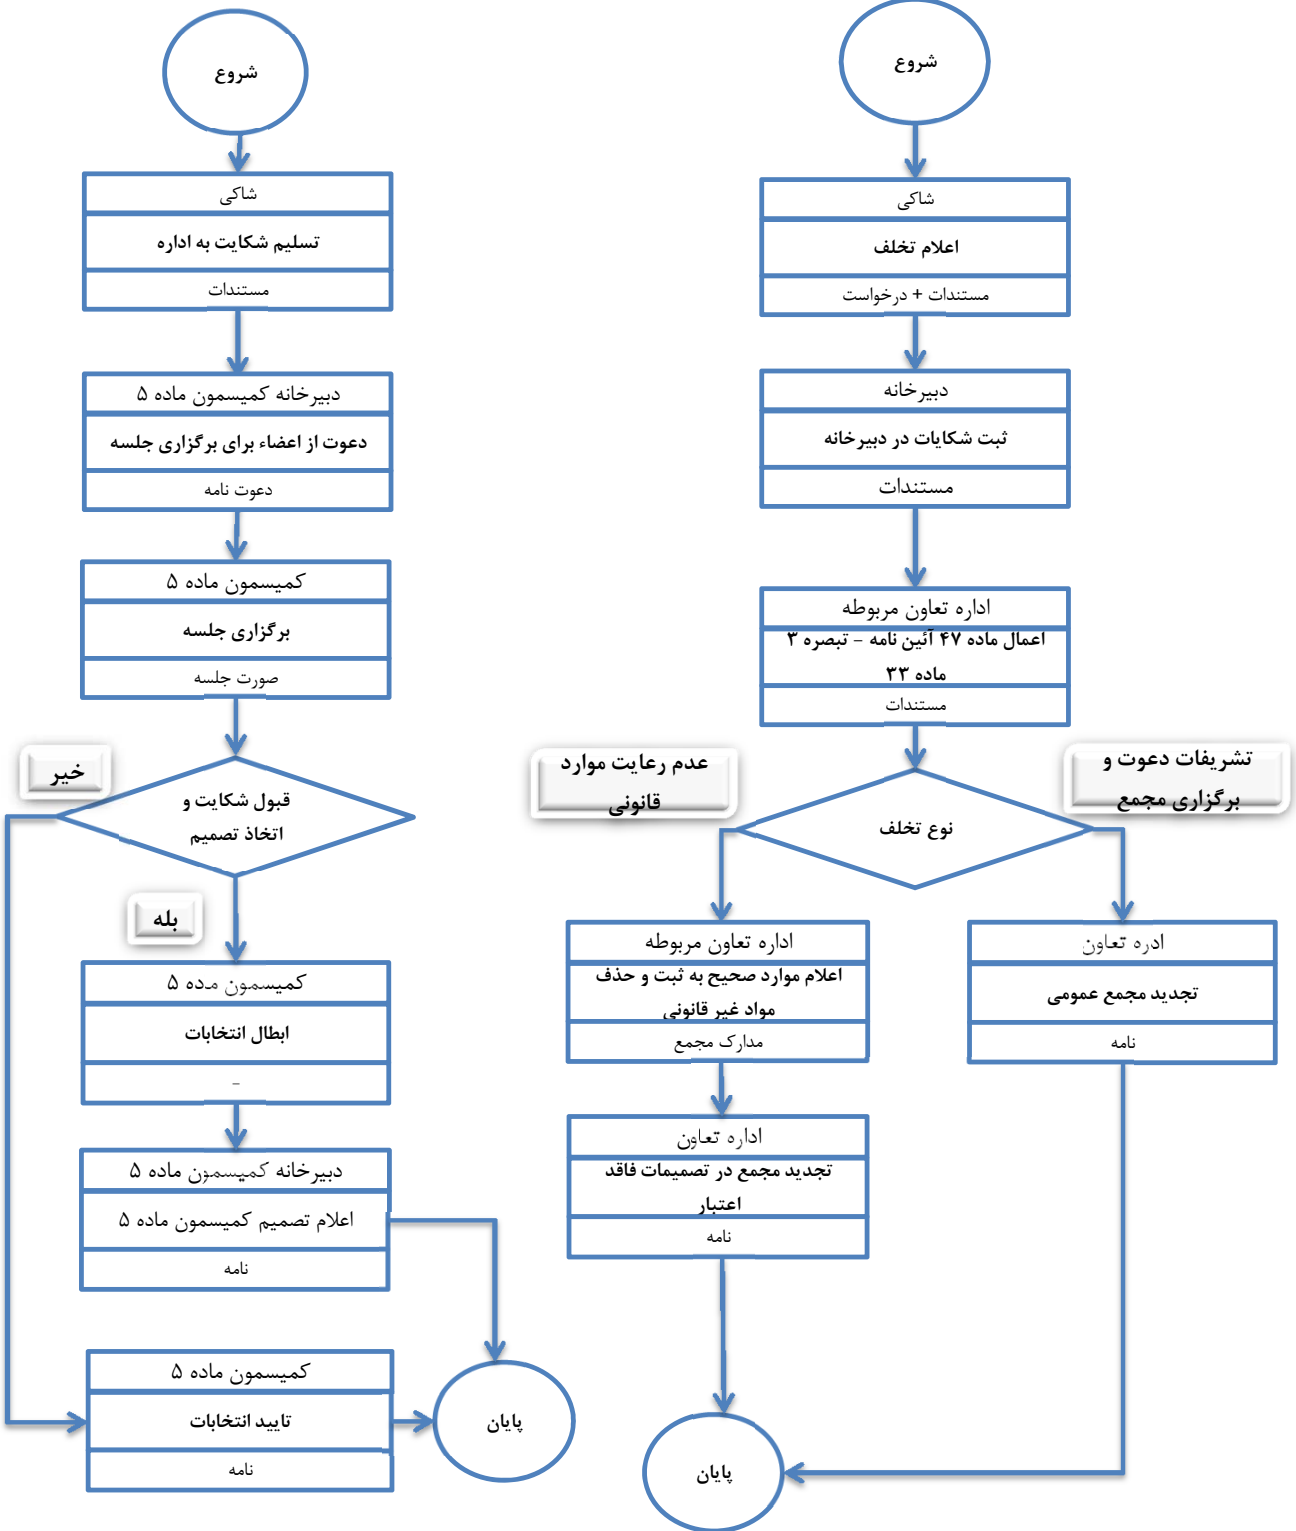 شروع
شاکی
اعلام تخلف
مستندات + درخواست
دبیرخانه
ثبت شکایات در دبیرخانه
مستندات
اداره تعاون مربوطه
اعمال ماده ۴۷ آئین نامه – تبصره ۳
ماده ۳۳
مستندات
تشریفات دعوت و
برگزاری مجمع
عدم رعایت موارد
قانونی
نوع تخلف
ادره تعاون
تجدید مجمع عمومی
نامه
اداره تعاون مربوطه
اعلام موارد صحیح به ثبت و حذف
مواد غیر قانونی
مدارک مجمع
اداره تعاون
تجدید مجمع در تصمیمات فاقد
اعتبار
نامه
پایان
شروع
شاکی
تسلیم شکایت به اداره
مستندات
دبیرخانه کمیسمون ماده ۵
دعوت از اعضاء برای برگزاری جلسه
دعوت نامه
کمیسمون ماده ۵
برگزاری جلسه
صورت جلسه
خیر
قبول شکایت و
اتخاذ تصمیم
بله
کمیسمون مده ۵
ابطال انتخابات
–
دبیرخانه کمیسمون ماده ۵
اعلام تصمیم کمیسمون ماده ۵
نامه
کمیسمون ماده ۵
تایید انتخابات
نامه
پایان